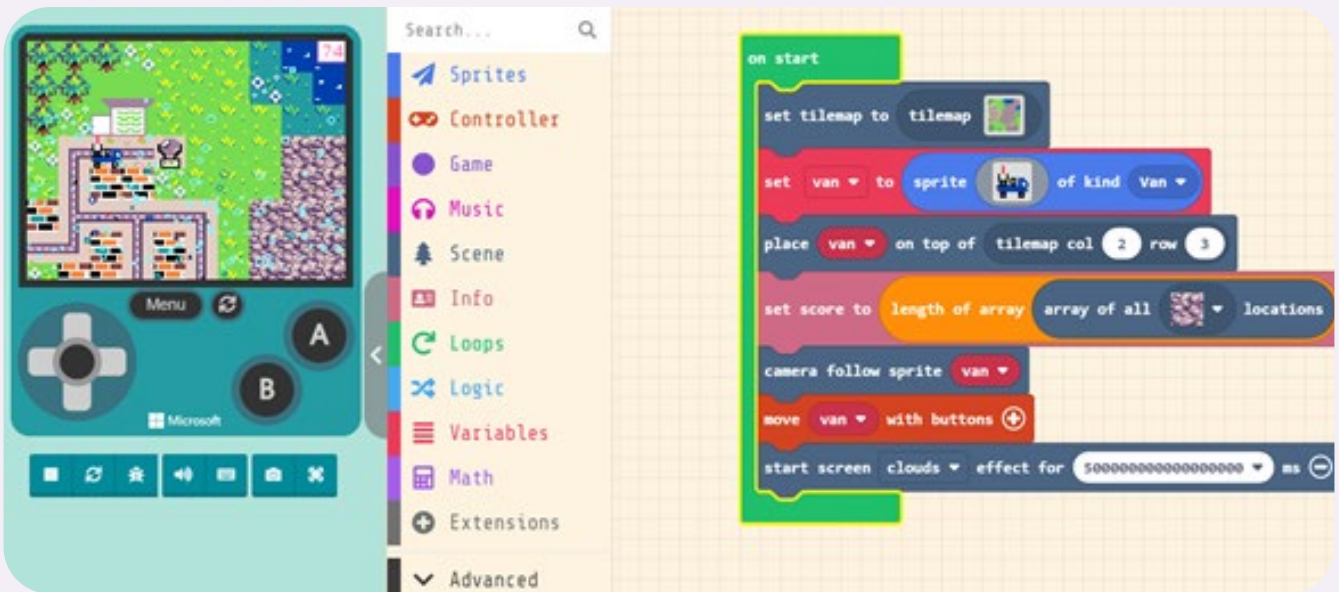 74
Menu
A
B
Microsoft
Search...
Sprites
Controller
Game
Music
Scene
Info
Loops
Logic
Variables
Math
Extensions
Advanced
on start
set tilemap to tilemap
set van to sprite of kind Van
place van on top of tilemap col 2 row 3
set score to length of array array of all locations
camera follow sprite van
move van with buttons
start screen clouds effect for 5000000000000000000 ms